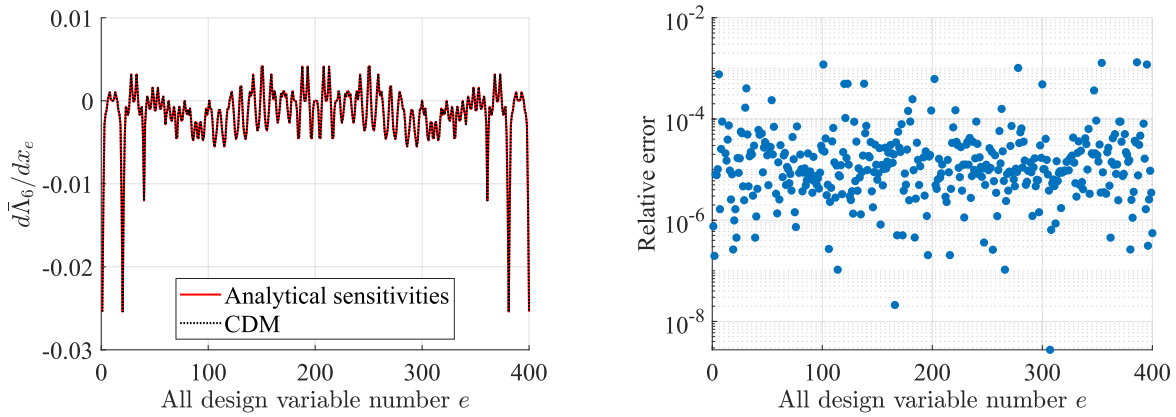 0.01
0
-0.01
-0.02
-0.03
dΛ̄₆/dxₑ
Analytical sensitivities
CDM
0 100 200 300 400
All design variable number e
10⁻²
10⁻⁴
10⁻⁶
10⁻⁸
Relative error
0 100 200 300 400
All design variable number e